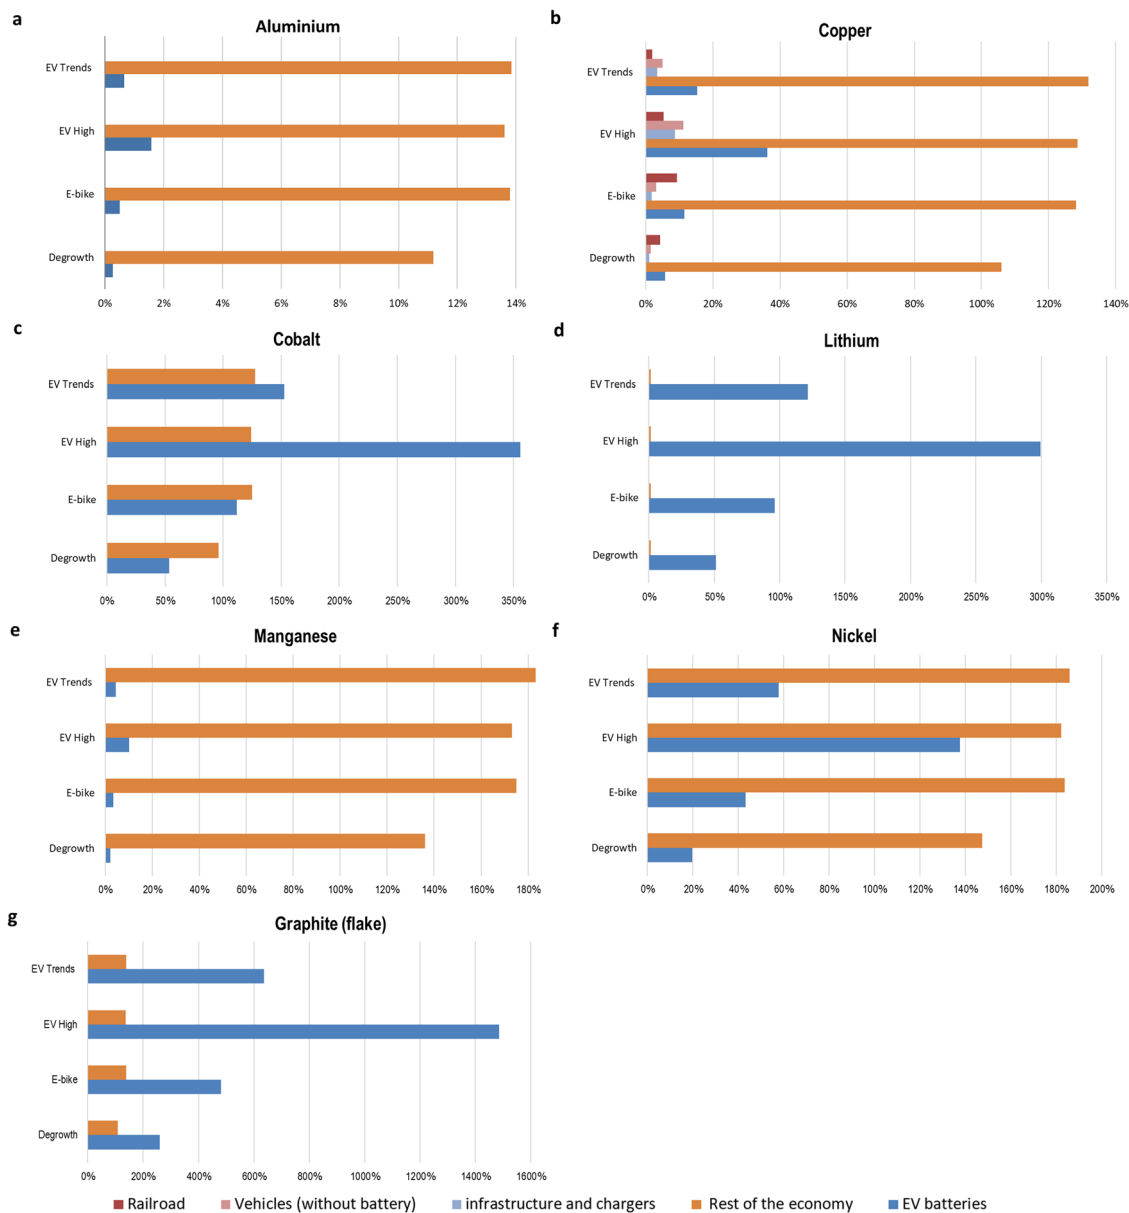 a
Aluminium
EV Trends
EV High
E-bike
Degrowth
0% 2% 4% 6% 8% 10% 12% 14%
b
Copper
EV Trends
EV High
E-bike
Degrowth
0% 20% 40% 60% 80% 100% 120% 140%
c
Cobalt
EV Trends
EV High
E-bike
Degrowth
0% 50% 100% 150% 200% 250% 300% 350%
d
Lithium
EV Trends
EV High
E-bike
Degrowth
0% 50% 100% 150% 200% 250% 300% 350%
e
Manganese
EV Trends
EV High
E-bike
Degrowth
0% 20% 40% 60% 80% 100% 120% 140% 160% 180%
f
Nickel
EV Trends
EV High
E-bike
Degrowth
0% 20% 40% 60% 80% 100% 120% 140% 160% 180% 200%
g
Graphite (flake)
EV Trends
EV High
E-bike
Degrowth
0% 200% 400% 600% 800% 1000% 1200% 1400% 1600%
Railroad Vehicles (without battery) infrastructure and chargers Rest of the economy EV batteries